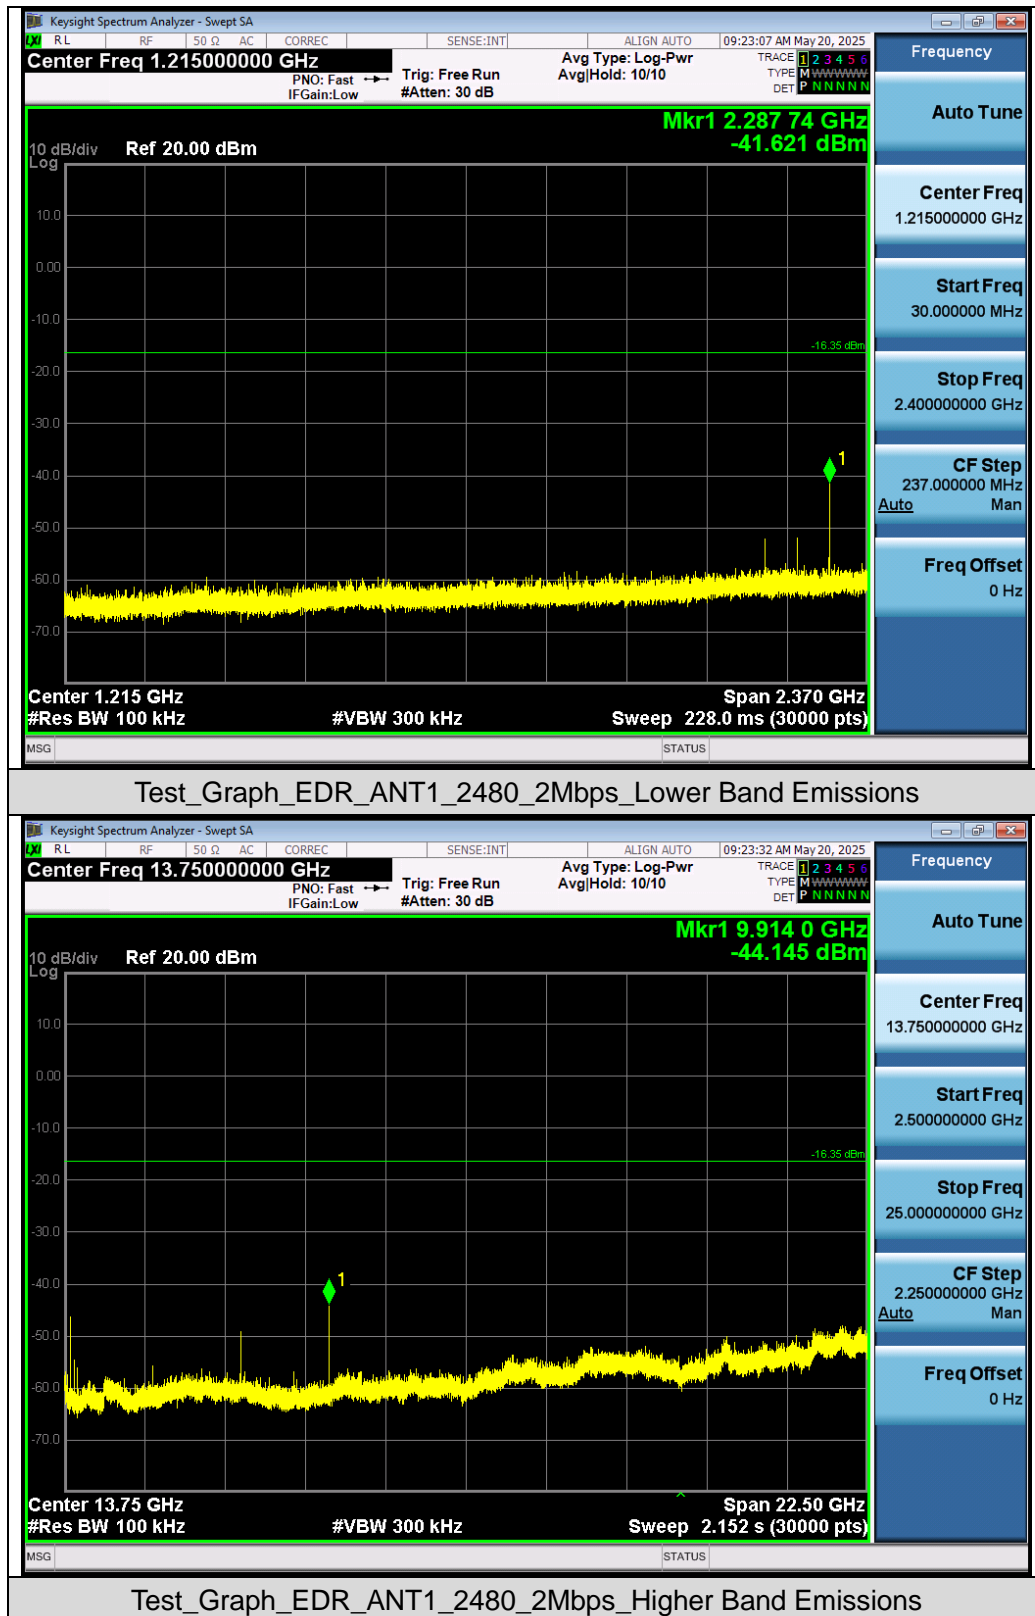 Keysight Spectrum Analyzer - Swept SA
LXI RL RF 50 Ω AC CORREC SENSE:INT ALIGN AUTO 09:23:07 AM May 20, 2025
Center Freq 1.215000000 GHz
PNO: Fast
IFGain:Low
Trig: Free Run
#Atten: 30 dB
Avg Type: Log-Pwr
Avg|Hold: 10/10
TRACE 1 2 3 4 5 6
TYPE M WWWWW
DET P N N N N N
Mkr1 2.287 74 GHz
-41.621 dBm
10 dB/div Ref 20.00 dBm
Log
10.0
0.00
-10.0
-16.35 dBm
-20.0
-30.0
-40.0
1
-50.0
-60.0
-70.0
Center 1.215 GHz Span 2.370 GHz
#Res BW 100 kHz #VBW 300 kHz Sweep 228.0 ms (30000 pts)
MSG STATUS
Frequency
Auto Tune
Center Freq
1.215000000 GHz
Start Freq
30.000000 MHz
Stop Freq
2.400000000 GHz
CF Step
237.000000 MHz
Auto Man
Freq Offset
0 Hz
Test_Graph_EDR_ANT1_2480_2Mbps_Lower Band Emissions
Keysight Spectrum Analyzer - Swept SA
LXI RL RF 50 Ω AC CORREC SENSE:INT ALIGN AUTO 09:23:32 AM May 20, 2025
Center Freq 13.750000000 GHz
PNO: Fast
IFGain:Low
Trig: Free Run
#Atten: 30 dB
Avg Type: Log-Pwr
Avg|Hold: 10/10
TRACE 1 2 3 4 5 6
TYPE M WWWWW
DET P N N N N N
Mkr1 9.914 0 GHz
-44.145 dBm
10 dB/div Ref 20.00 dBm
Log
10.0
0.00
-10.0
-16.35 dBm
-20.0
-30.0
-40.0
1
-50.0
-60.0
-70.0
Center 13.75 GHz Span 22.50 GHz
#Res BW 100 kHz #VBW 300 kHz Sweep 2.152 s (30000 pts)
MSG STATUS
Frequency
Auto Tune
Center Freq
13.750000000 GHz
Start Freq
2.500000000 GHz
Stop Freq
25.000000000 GHz
CF Step
2.250000000 GHz
Auto Man
Freq Offset
0 Hz
Test_Graph_EDR_ANT1_2480_2Mbps_Higher Band Emissions